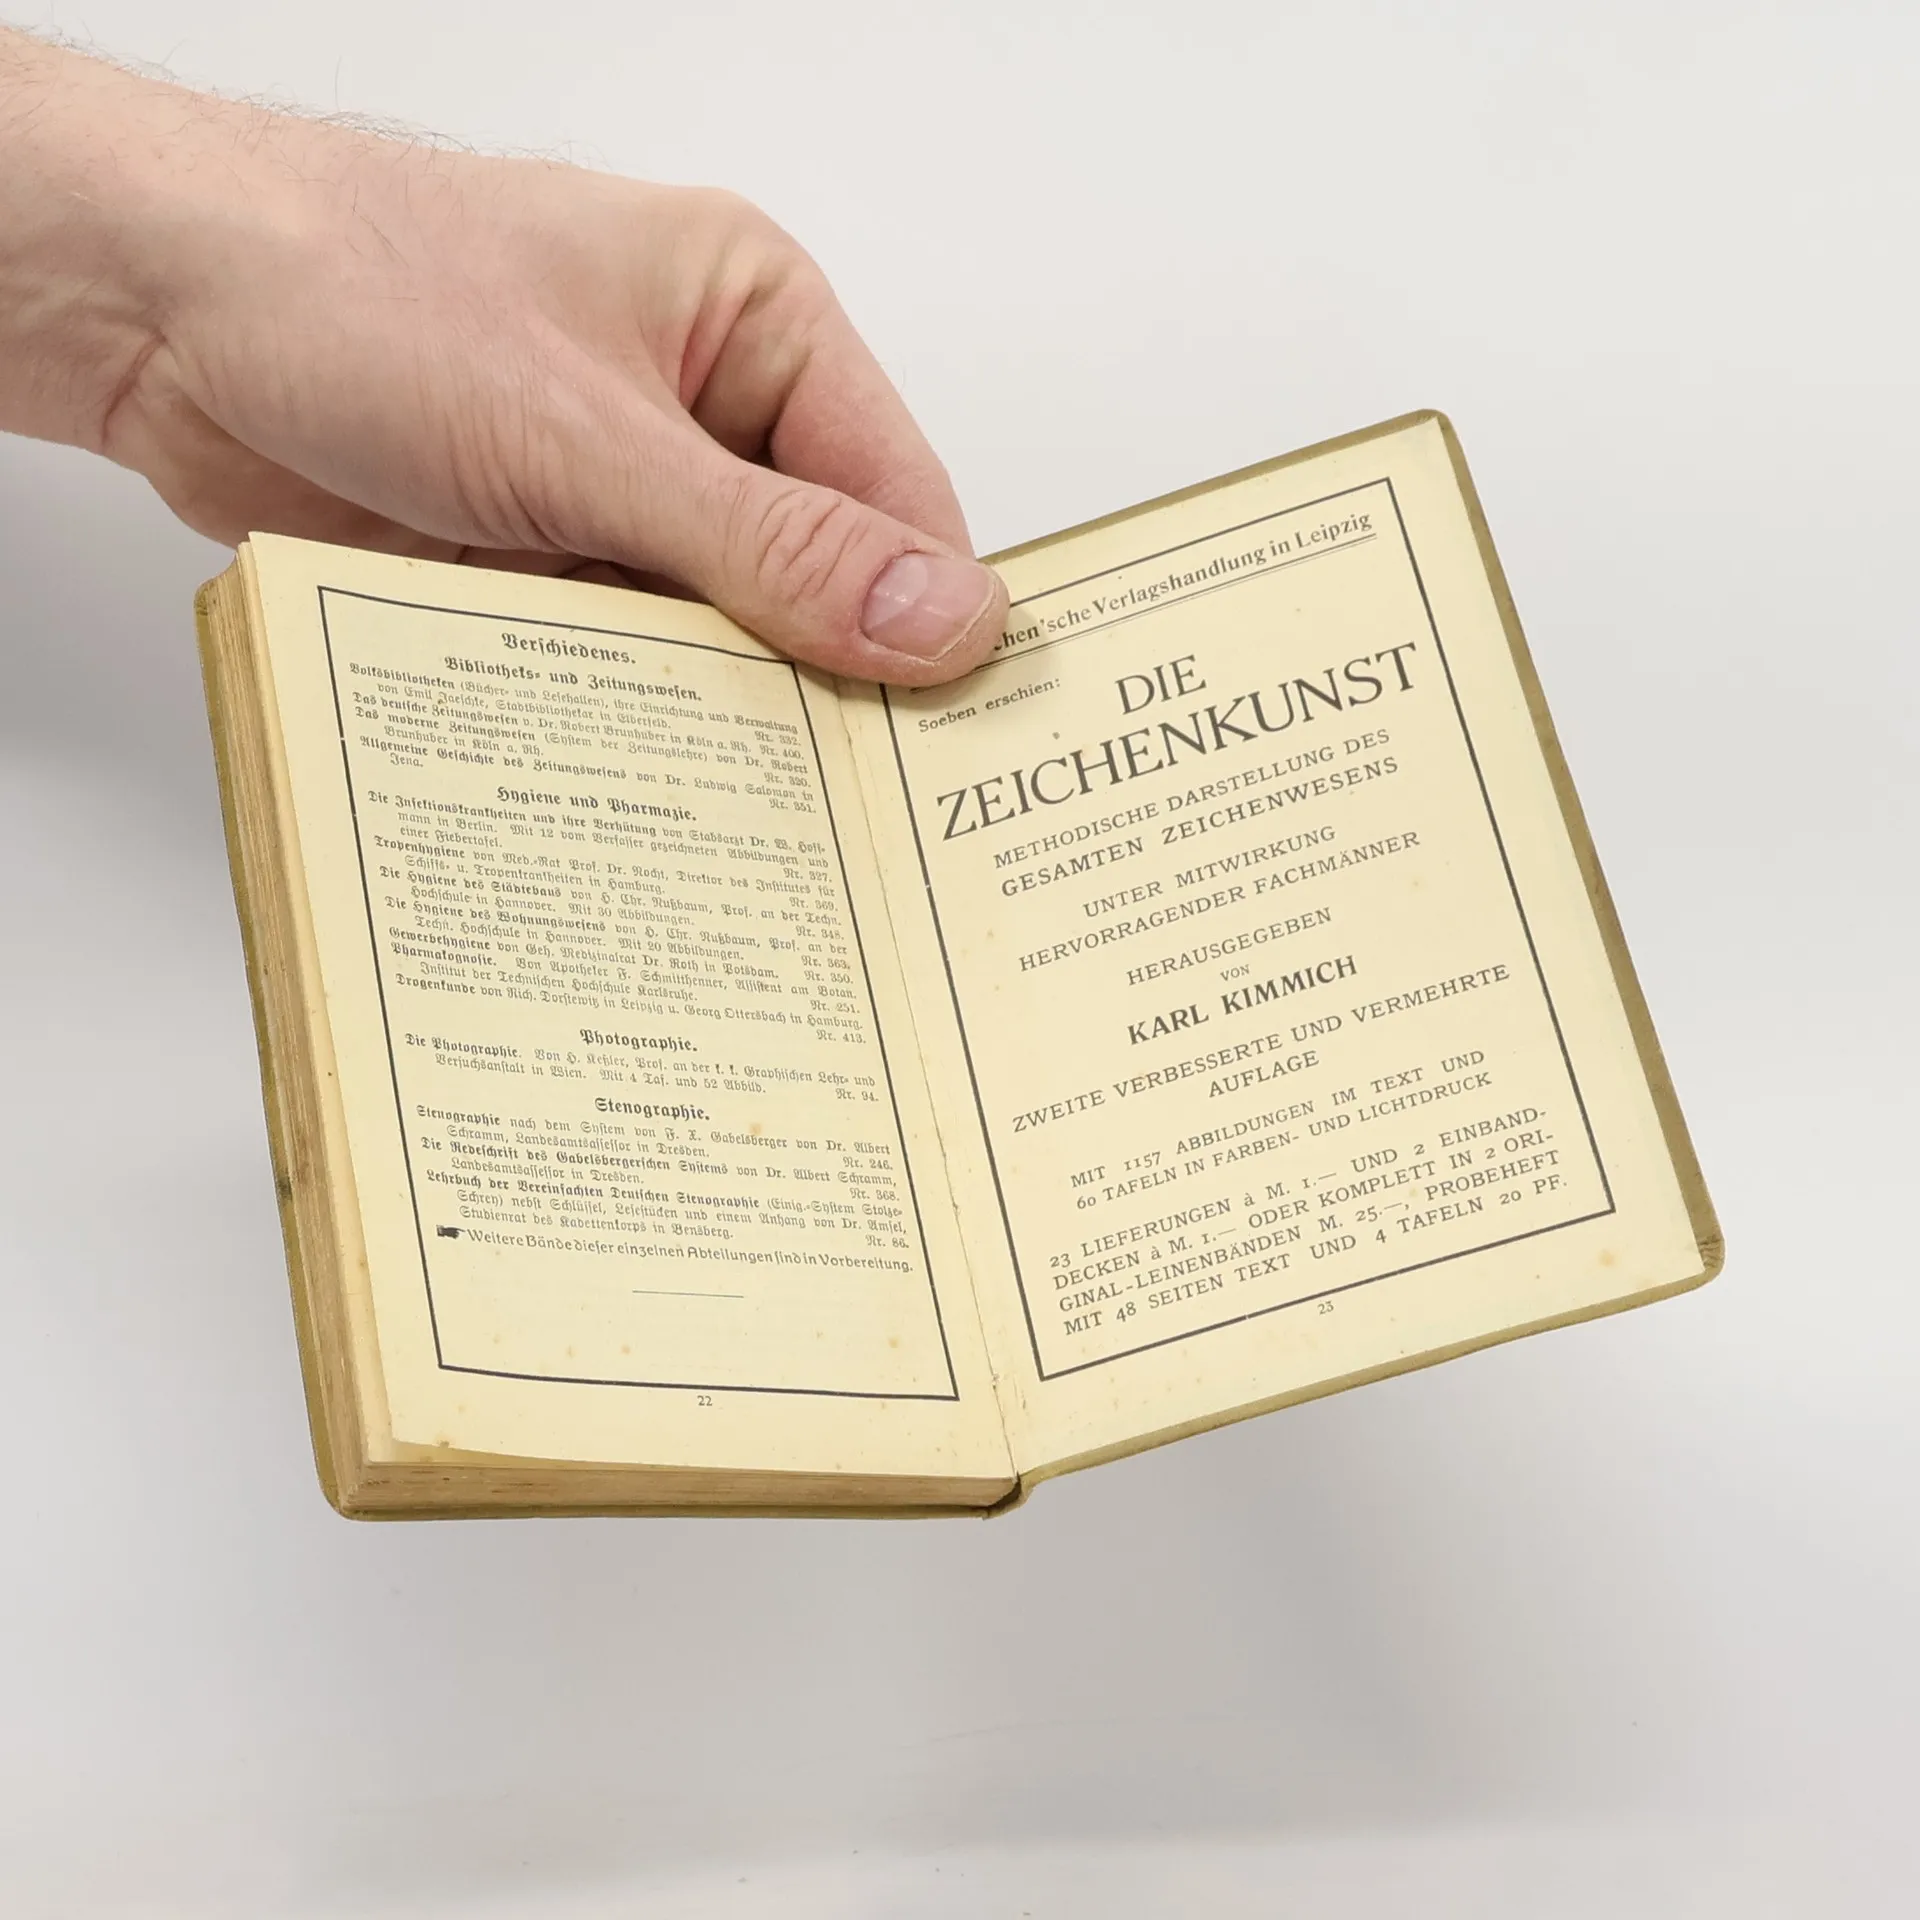 Verschiedenes.
Bibliotheks- und Zeitungswesen.
Volksbibliotheken (Bücher- und Lesehallen), ihre Einrichtung und Verwaltung
von Emil Jaeschke, Stadtbibliothekar in Elberfeld. Nr. 332.
Das deutsche Zeitungswesen v. Dr. Robert Brunhuber in Köln a. Rh. Nr. 400.
Das moderne Zeitungswesen (System der Zeitungslehre) von Dr. Robert
Brunhuber in Köln a. Rh. Nr. 320.
Allgemeine Geschichte des Zeitungswesens von Dr. Ludwig Salomon in
Jena. Nr. 351.
Hygiene und Pharmazie.
Die Infektionskrankheiten und ihre Verhütung von Stabsarzt Dr. W. Hoff-
mann in Berlin. Mit 12 vom Verfasser gezeichneten Abbildungen und
einer Fiebertafel. Nr. 327.
Tropenhygiene von Med.-Rat Prof. Dr. Nocht, Direktor des Institutes für
Schiffs- u. Tropenkrankheiten in Hamburg. Nr. 369.
Die Hygiene des Städtebaus von H. Chr. Nußbaum, Prof. an der Techn.
Hochschule in Hannover. Mit 30 Abbildungen. Nr. 348.
Die Hygiene des Wohnungswesens von H. Chr. Nußbaum, Prof. an der
Techn. Hochschule in Hannover. Mit 20 Abbildungen. Nr. 363.
Gewerbehygiene von Geh. Medizinalrat Dr. Roth in Potsdam. Nr. 350.
Pharmakognosie. Von Apotheker F. Schmitthenner, Assistent am Botan.
Institut der Technischen Hochschule Karlsruhe. Nr. 251.
Drogenkunde von Rich. Dorstewitz in Leipzig u. Georg Ottersbach in Hamburg.
Nr. 413.
Photographie.
Die Photographie. Von H. Keßler, Prof. an der k. k. Graphischen Lehr- und
Versuchsanstalt in Wien. Mit 4 Taf. und 52 Abbild. Nr. 94.
Stenographie.
Stenographie nach dem System von F. X. Gabelsberger von Dr. Albert
Schramm, Landesamtsassessor in Dresden. Nr. 246.
Die Redeschrift des Gabelsbergerschen Systems von Dr. Albert Schramm,
Landesamtsassessor in Dresden. Nr. 368.
Lehrbuch der Vereinfachten Deutschen Stenographie (Einig.-System Stolze-
Schrey) nebst Schlüssel, Lesestücken und einem Anhang von Dr. Amsel,
Studienrat des Kadettenkorps in Bensberg. Nr. 86.
Weitere Bände dieser einzelnen Abteilungen sind in Vorbereitung.
22
chen'sche Verlagshandlung in Leipzig
Soeben erschien:
DIE
ZEICHENKUNST
METHODISCHE DARSTELLUNG DES
GESAMTEN ZEICHENWESENS
UNTER MITWIRKUNG
HERVORRAGENDER FACHMÄNNER
HERAUSGEGEBEN
VON
KARL KIMMICH
ZWEITE VERBESSERTE UND VERMEHRTE
AUFLAGE
MIT 1157 ABBILDUNGEN IM TEXT UND
60 TAFELN IN FARBEN- UND LICHTDRUCK
23 LIEFERUNGEN à M. 1.— UND 2 EINBAND-
DECKEN à M. 1.— ODER KOMPLETT IN 2 ORI-
GINAL-LEINENBÄNDEN M. 25.—, PROBEHEFT
MIT 48 SEITEN TEXT UND 4 TAFELN 20 PF.
23